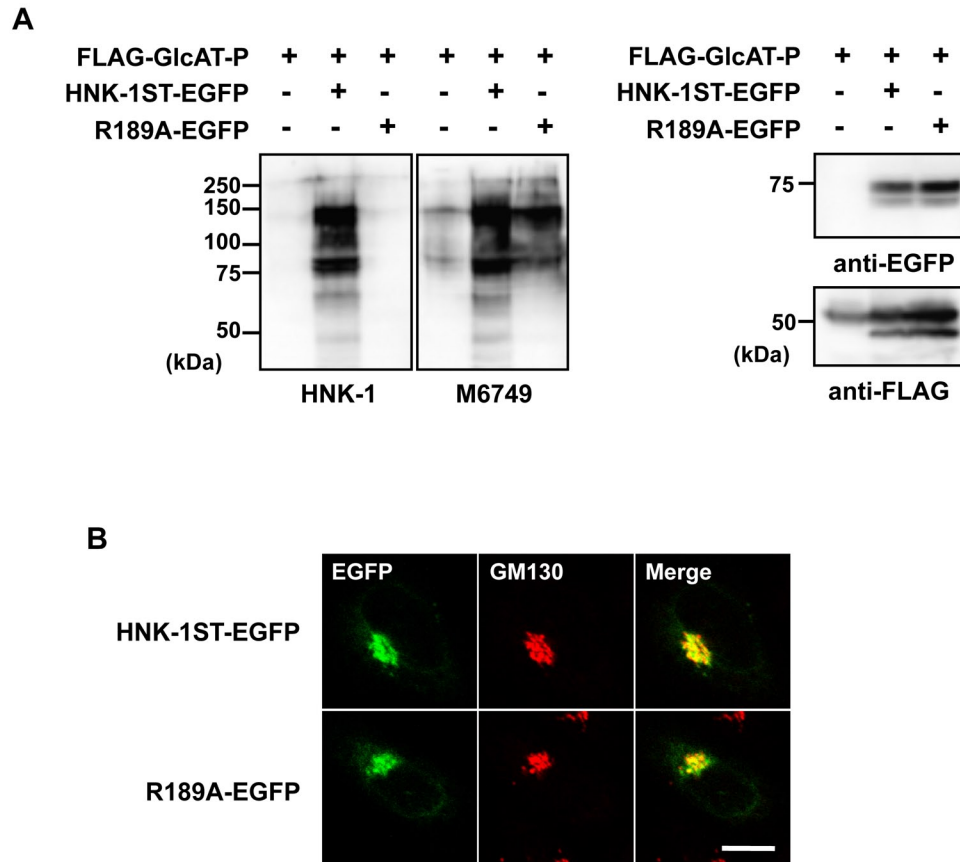 A
FLAG-GlcAT-P + + + + + +
HNK-1ST-EGFP - + - - + -
R189A-EGFP - - + - - +
250
150
100
75
50
(kDa)
HNK-1
M6749
FLAG-GlcAT-P + + +
HNK-1ST-EGFP - + -
R189A-EGFP - - +
75
anti-EGFP
50
(kDa)
anti-FLAG
B
EGFP GM130 Merge
HNK-1ST-EGFP
R189A-EGFP